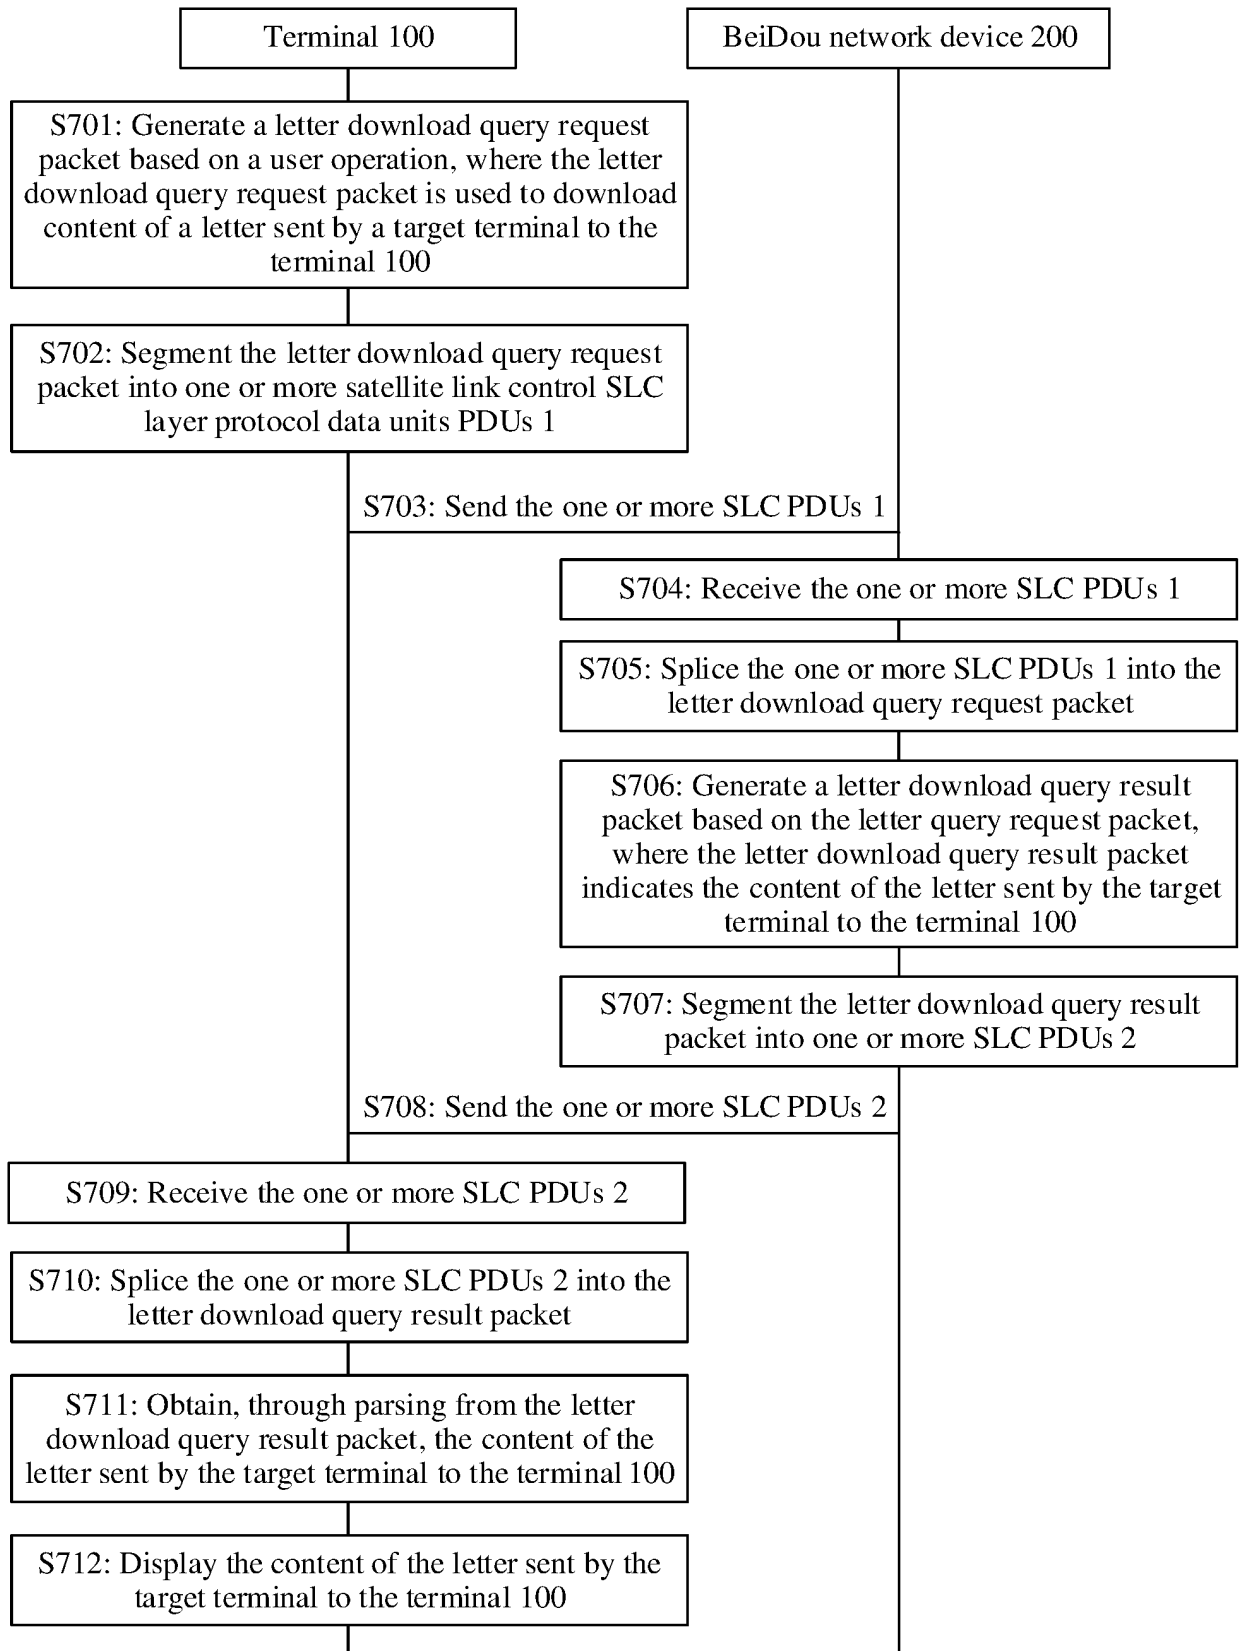 Terminal 100
BeiDou network device 200
S701: Generate a letter download query request
packet based on a user operation, where the letter
download query request packet is used to download
content of a letter sent by a target terminal to the
terminal 100
S702: Segment the letter download query request
packet into one or more satellite link control SLC
layer protocol data units PDUs 1
S703: Send the one or more SLC PDUs 1
S704: Receive the one or more SLC PDUs 1
S705: Splice the one or more SLC PDUs 1 into the
letter download query request packet
S706: Generate a letter download query result
packet based on the letter query request packet,
where the letter download query result packet
indicates the content of the letter sent by the target
terminal to the terminal 100
S707: Segment the letter download query result
packet into one or more SLC PDUs 2
S708: Send the one or more SLC PDUs 2
S709: Receive the one or more SLC PDUs 2
S710: Splice the one or more SLC PDUs 2 into the
letter download query result packet
S711: Obtain, through parsing from the letter
download query result packet, the content of the
letter sent by the target terminal to the terminal 100
S712: Display the content of the letter sent by the
target terminal to the terminal 100